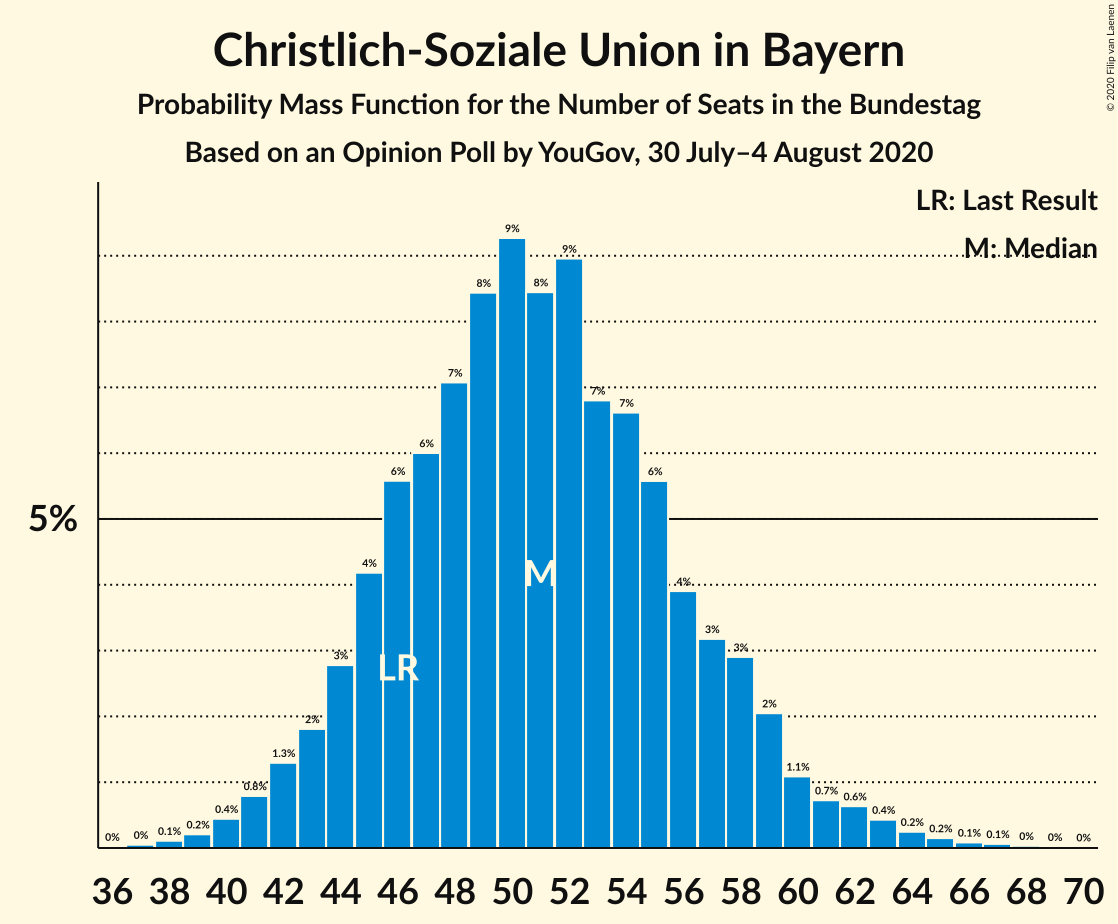 Christlich-Soziale Union in Bayern
Probability Mass Function for the Number of Seats in the Bundestag
Based on an Opinion Poll by YouGov, 30 July–4 August 2020
© 2020 Filip van Laenen
LR: Last Result
M: Median
5%
0% 0% 0.1% 0.2% 0.4% 0.8% 1.3% 2% 3% 4% 6% 6% 7% 8% 9% 8% 9% 7% 7% 6% 4% 3% 3% 2% 1.1% 0.7% 0.6% 0.4% 0.2% 0.2% 0.1% 0.1% 0% 0% 0%
M
LR
36 38 40 42 44 46 48 50 52 54 56 58 60 62 64 66 68 70